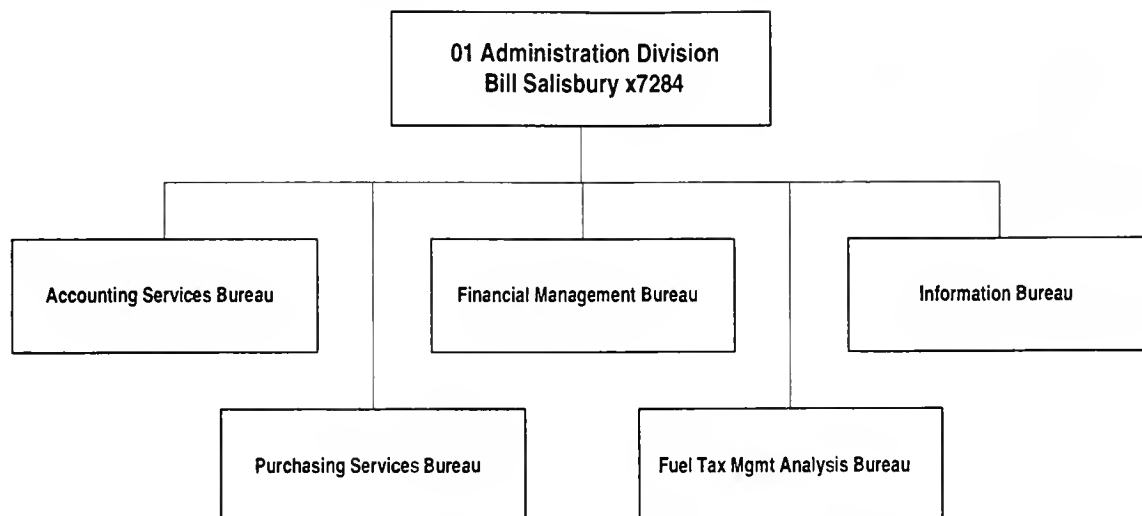 01 Administration Division
Bill Salisbury x7284
Accounting Services Bureau
Financial Management Bureau
Information Bureau
Purchasing Services Bureau
Fuel Tax Mgmt Analysis Bureau